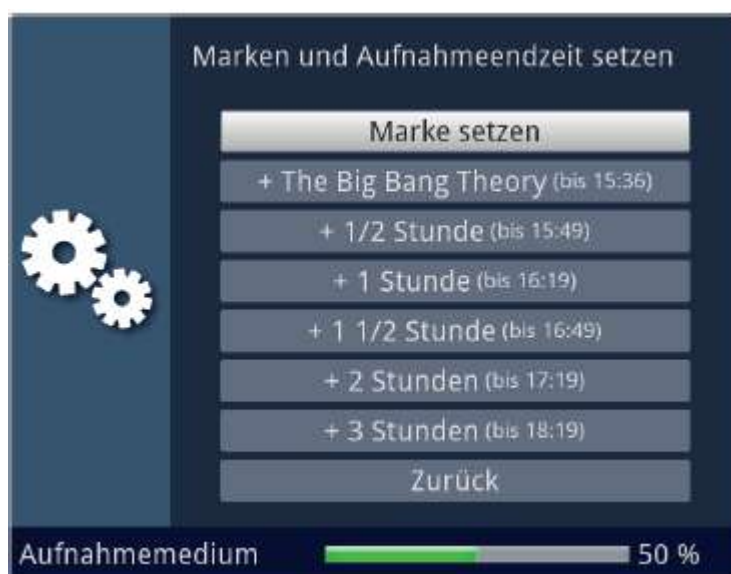 Marken und Aufnahmeendzeit setzen
Marke setzen
+ The Big Bang Theory (bis 15:36)
+ 1/2 Stunde (bis 15:49)
+ 1 Stunde (bis 16:19)
+ 1 1/2 Stunde (bis 16:49)
+ 2 Stunden (bis 17:19)
+ 3 Stunden (bis 18:19)
Zurück
Aufnahmemedium 50 %